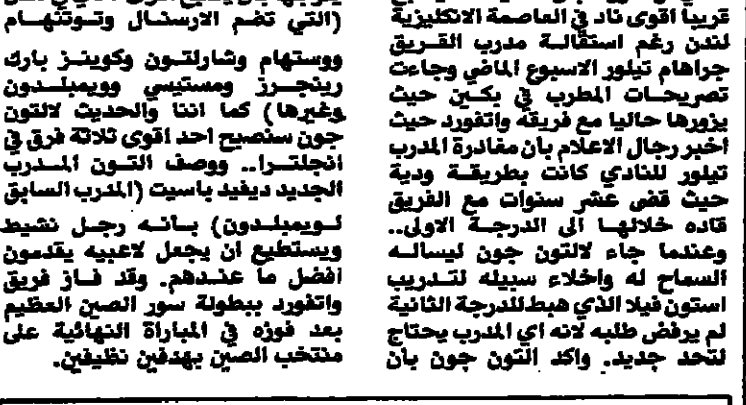 قريبا اقوى ناد في العاصمة الانكليزية
لندن رغم استقالة مدرب الفريق
جراهام تيلور الاسبوع الماضي وجاءت
تصريحات المطرب في بكين حيث
يزورها حاليا مع فريقه واتفورد حيث
اخبر رجال الاعلام بان مغادرة المدرب
تيلور للنادي كانت بطريقة ودية
حيث قضى عشر سنوات مع الفريق
قاده خلالها الى الدرجة الاولى..
وعندما جاء لالتون جون ليساله
السماح له واخلاء سبيله لتدريب
استون فيلا الذي هبط للدرجة الثانية
لم يرفض طلبه لانه اي المدرب يحتاج
لتحد جديد. واكد التون جون بان
(التي تضم الارسنال وتوتنهام
ووستهام وشارلتون وكوينز بارك
رينجرز ومستيسي وويمبلدون
وغيرها) كما اننا والحديث لالتون
جون سنصبح احد اقوى ثلاثة فرق في
انجلترا.. ووصف التون المدرب
الجديد ديفيد باسيت (المدرب السابق
لويمبلدون) بانه رجل نشيط
ويستطيع ان يجعل لاعبيه يقدمون
افضل ما عندهم. وقد فاز فريق
واتفورد ببطولة سور الصين العظيم
بعد فوزه في المباراة النهائية على
منتخب الصين بهدفين نظيفين.